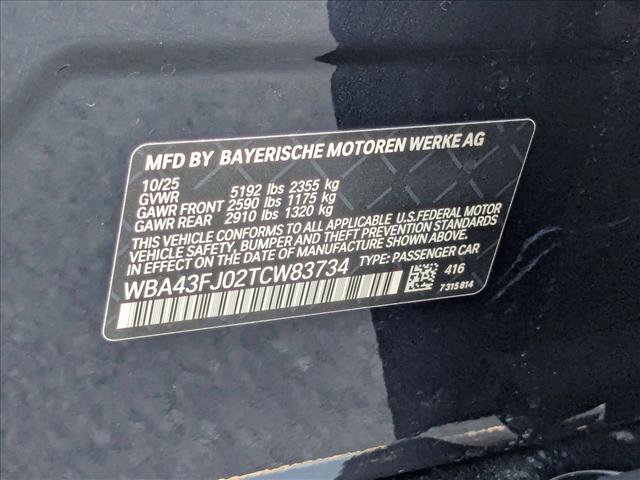 MFD BY BAYERISCHE MOTOREN WERKE AG
10/25
GVWR 5192 lbs 2355 kg
GAWR FRONT 2590 lbs 1175 kg
GAWR REAR 2910 lbs 1320 kg
THIS VEHICLE CONFORMS TO ALL APPLICABLE U.S.FEDERAL MOTOR
VEHICLE SAFETY, BUMPER AND THEFT PREVENTION STANDARDS
IN EFFECT ON THE DATE OF MANUFACTURE SHOWN ABOVE.
WBA43FJ02TCW83734 TYPE: PASSENGER CAR
416
7315814